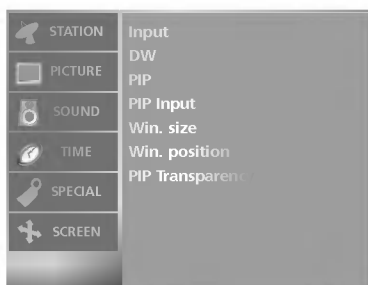 STATION
PICTURE
SOUND
TIME
SPECIAL
SCREEN
Input
DW
PIP
PIP Input
Win. size
Win. position
PIP Transparenc